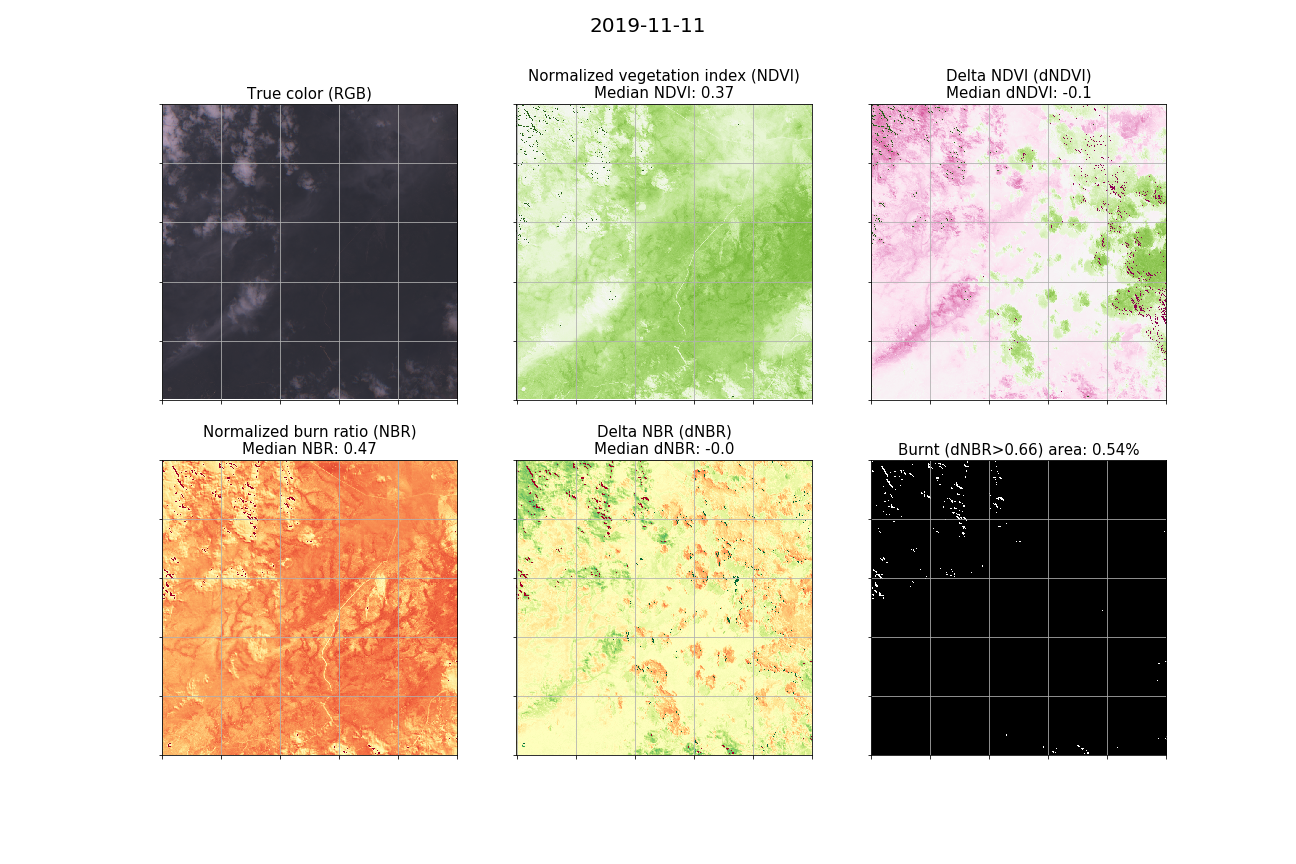 2019-11-11
True color (RGB)
Normalized vegetation index (NDVI)
Median NDVI: 0.37
Delta NDVI (dNDVI)
Median dNDVI: -0.1
Normalized burn ratio (NBR)
Median NBR: 0.47
Delta NBR (dNBR)
Median dNBR: -0.0
Burnt (dNBR>0.66) area: 0.54%